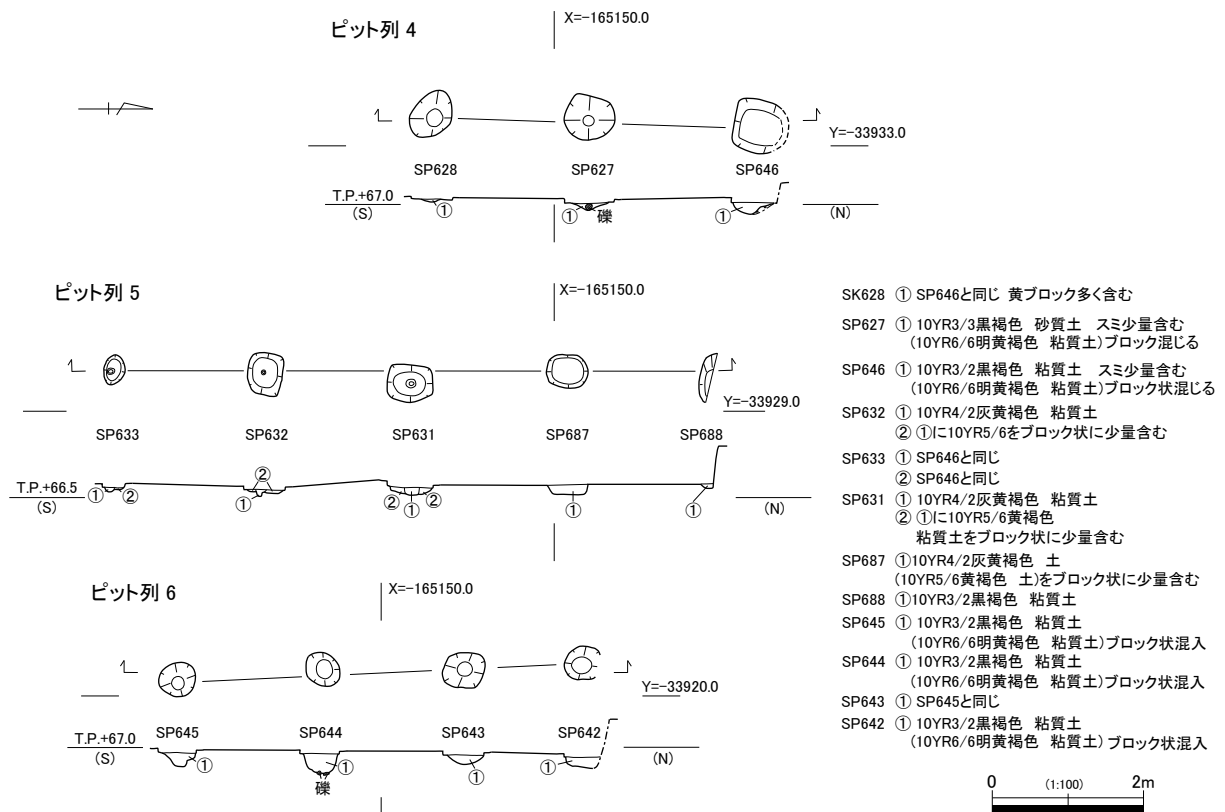 ピット列 4
X=-165150.0
Y=-33933.0
SP628 SP627 SP646
T.P.+67.0
(S)
① ① 礫 ①
(N)
ピット列 5
X=-165150.0
Y=-33929.0
SP633 SP632 SP631 SP687 SP688
T.P.+66.5
(S)
① ② ② ① ② ① ② ① ①
(N)
ピット列 6
X=-165150.0
Y=-33920.0
SP645 SP644 SP643 SP642
T.P.+67.0
(S)
① ① 礫 ① ①
(N)
SK628 ① SP646と同じ 黄ブロック多く含む
SP627 ① 10YR3/3黒褐色 砂質土 スミ少量含む
(10YR6/6明黄褐色 粘質土)ブロック混じる
SP646 ① 10YR3/2黒褐色 粘質土 スミ少量含む
(10YR6/6明黄褐色 粘質土)ブロック状混じる
SP632 ① 10YR4/2灰黄褐色 粘質土
② ①に10YR5/6をブロック状に少量含む
SP633 ① SP646と同じ
② SP646と同じ
SP631 ① 10YR4/2灰黄褐色 粘質土
② ①に10YR5/6黄褐色
粘質土をブロック状に少量含む
SP687 ①10YR4/2灰黄褐色 土
(10YR5/6黄褐色 土)をブロック状に少量含む
SP688 ①10YR3/2黒褐色 粘質土
SP645 ① 10YR3/2黒褐色 粘質土
(10YR6/6明黄褐色 粘質土)ブロック状混入
SP644 ① 10YR3/2黒褐色 粘質土
(10YR6/6明黄褐色 粘質土)ブロック状混入
SP643 ① SP645と同じ
SP642 ① 10YR3/2黒褐色 粘質土
(10YR6/6明黄褐色 粘質土) ブロック状混入
0 (1:100) 2m